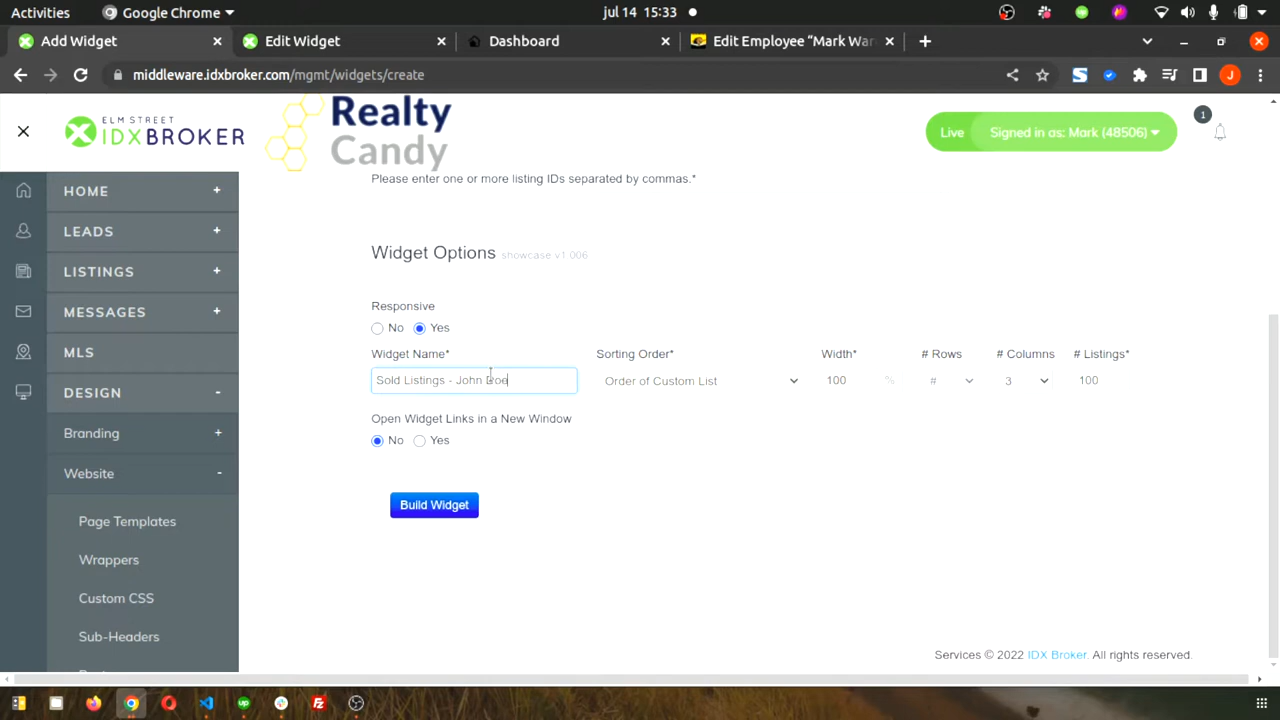 Activities
Google Chrome
jul 14 15:33
Add Widget
Edit Widget
Dashboard
Edit Employee “Mark War
middleware.idxbroker.com/mgmt/widgets/create
J
ELM STREET
IDXBROKER
Realty
Candy
Live
Signed in as: Mark (48506)
1
HOME +
LEADS +
LISTINGS +
MESSAGES +
MLS
DESIGN -
Branding +
Website -
Page Templates
Wrappers
Custom CSS
Sub-Headers
Please enter one or more listing IDs separated by commas.*
Widget Options showcase v1.006
Responsive
No Yes
Widget Name* Sorting Order* Width* # Rows # Columns # Listings*
Sold Listings - John Doe Order of Custom List 100 % # 3 100
Open Widget Links in a New Window
No Yes
Build Widget
Services © 2022 IDX Broker. All rights reserved.